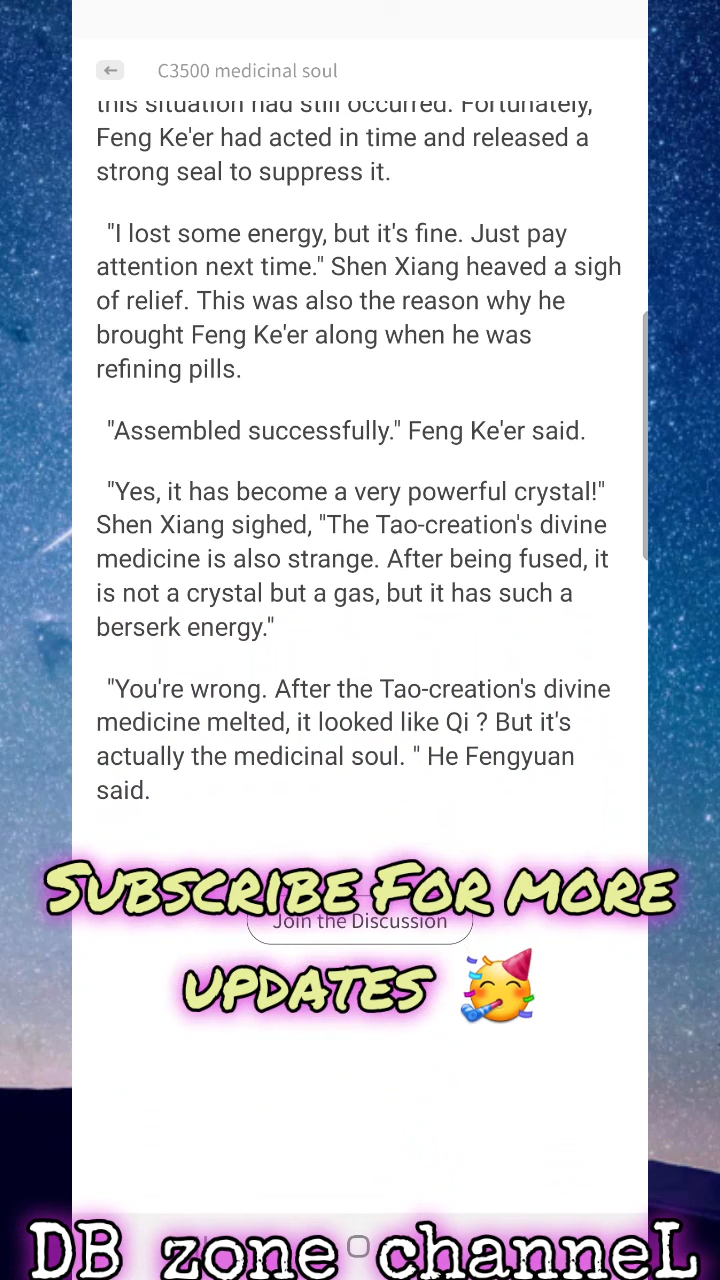 C3500 medicinal soul
this situation had still occurred. Fortunately,
Feng Ke'er had acted in time and released a
strong seal to suppress it.
"I lost some energy, but it's fine. Just pay
attention next time." Shen Xiang heaved a sigh
of relief. This was also the reason why he
brought Feng Ke'er along when he was
refining pills.
"Assembled successfully." Feng Ke'er said.
"Yes, it has become a very powerful crystal!"
Shen Xiang sighed, "The Tao-creation's divine
medicine is also strange. After being fused, it
is not a crystal but a gas, but it has such a
berserk energy."
"You're wrong. After the Tao-creation's divine
medicine melted, it looked like Qi ? But it's
actually the medicinal soul. " He Fengyuan
said.
Subscribe For more
Join the Discussion
updates
DB zone channeL